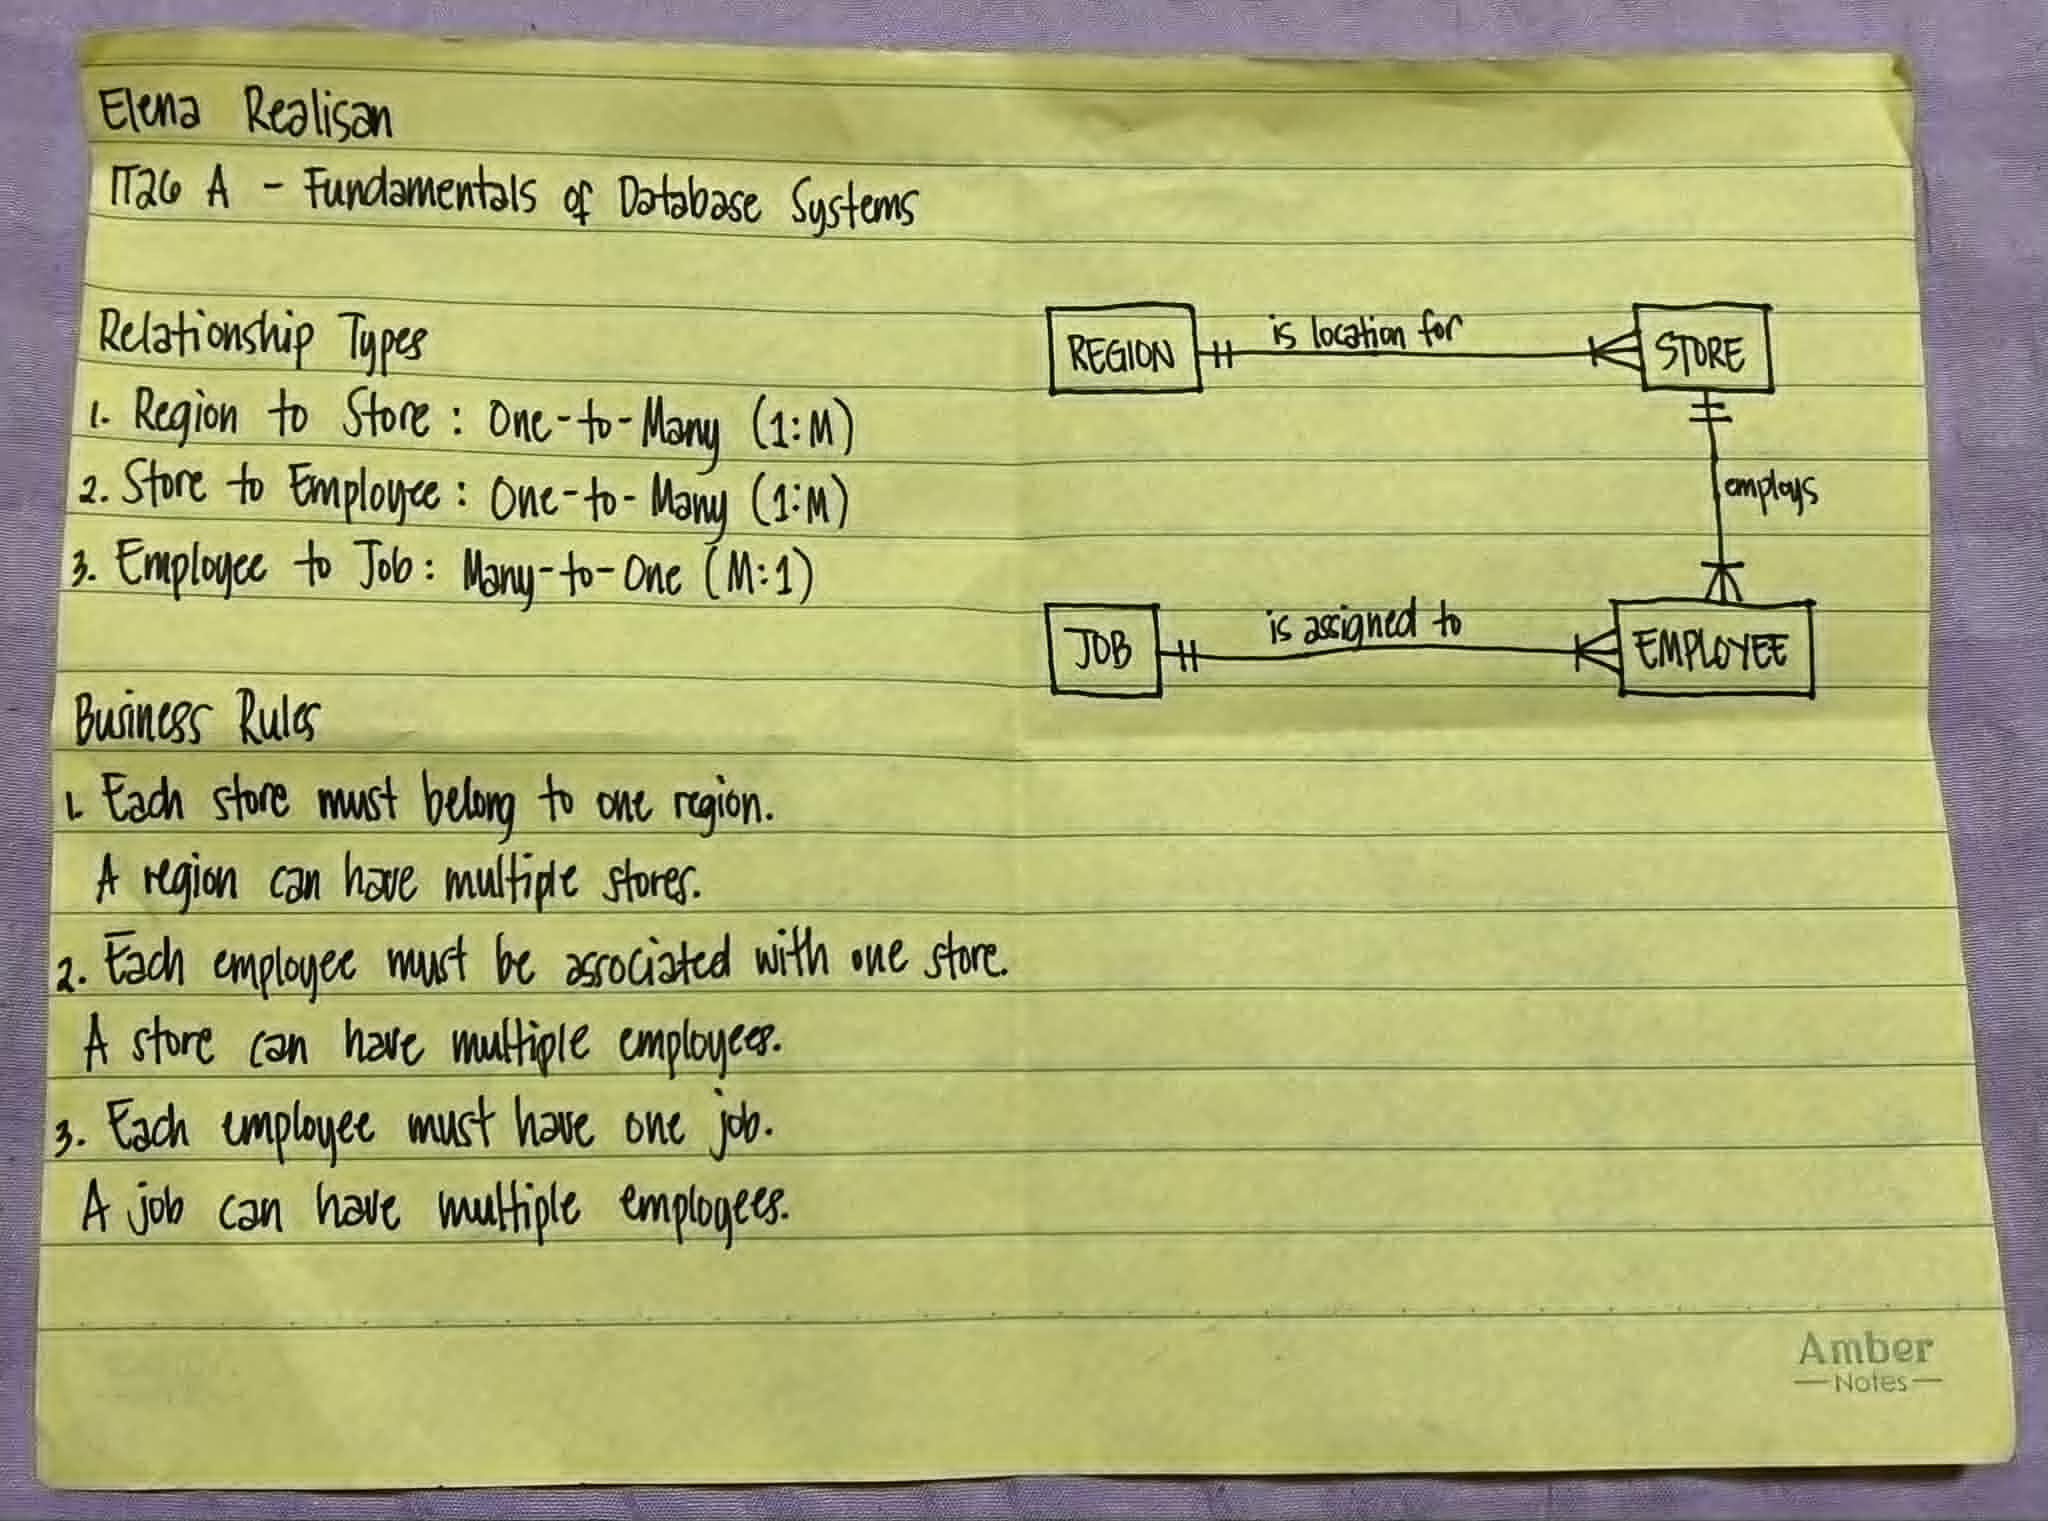 Elena Realisan
IT26 A - Fundamentals of Database Systems
Relationship Types
1. Region to Store : One-to-Many (1:M)
2. Store to Employee : One-to-Many (1:M)
3. Employee to Job : Many-to-One (M:1)
Business Rules
1. Each store must belong to one region.
A region can have multiple stores.
2. Each employee must be associated with one store.
A store can have multiple employees.
3. Each employee must have one job.
A job can have multiple employees.
REGION is location for STORE
employs
JOB is assigned to EMPLOYEE
Amber
Notes